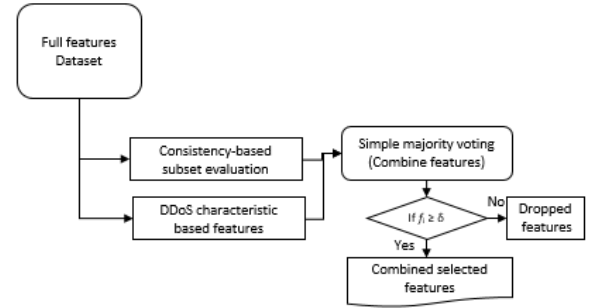 Full features
Dataset
Consistency-based
subset evaluation
DDoS characteristic
based features
Simple majority voting
(Combine features)
If fᵢ ≥ δ
No
Dropped
features
Yes
Combined selected
features